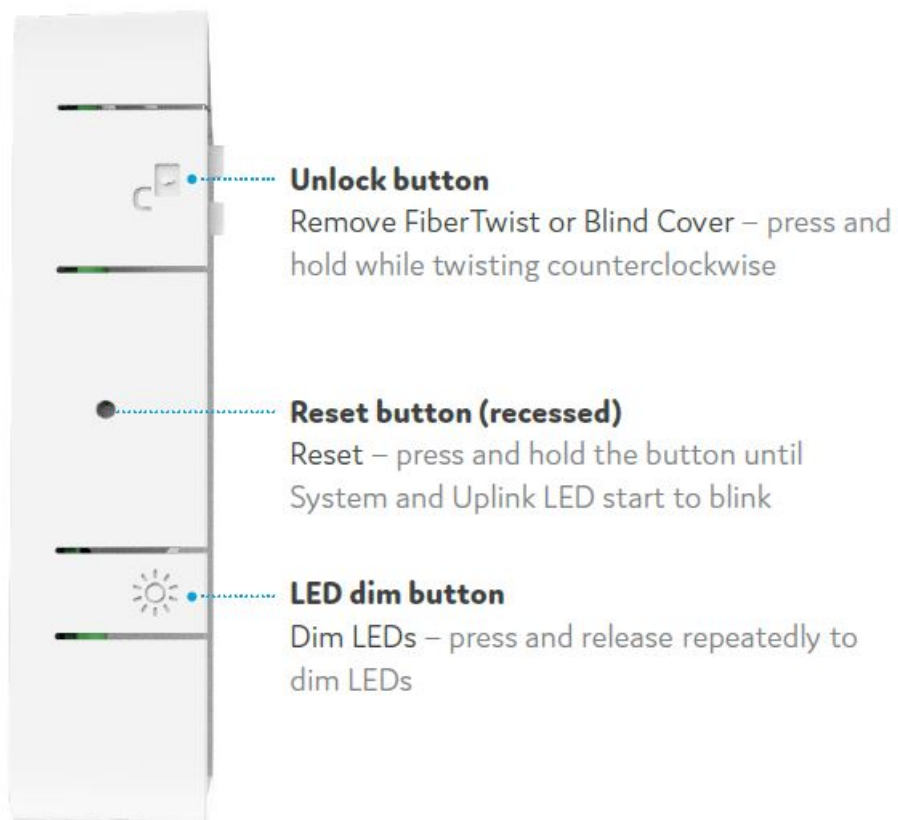 Unlock button
Remove FiberTwist or Blind Cover – press and
hold while twisting counterclockwise
Reset button (recessed)
Reset – press and hold the button until
System and Uplink LED start to blink
LED dim button
Dim LEDs – press and release repeatedly to
dim LEDs